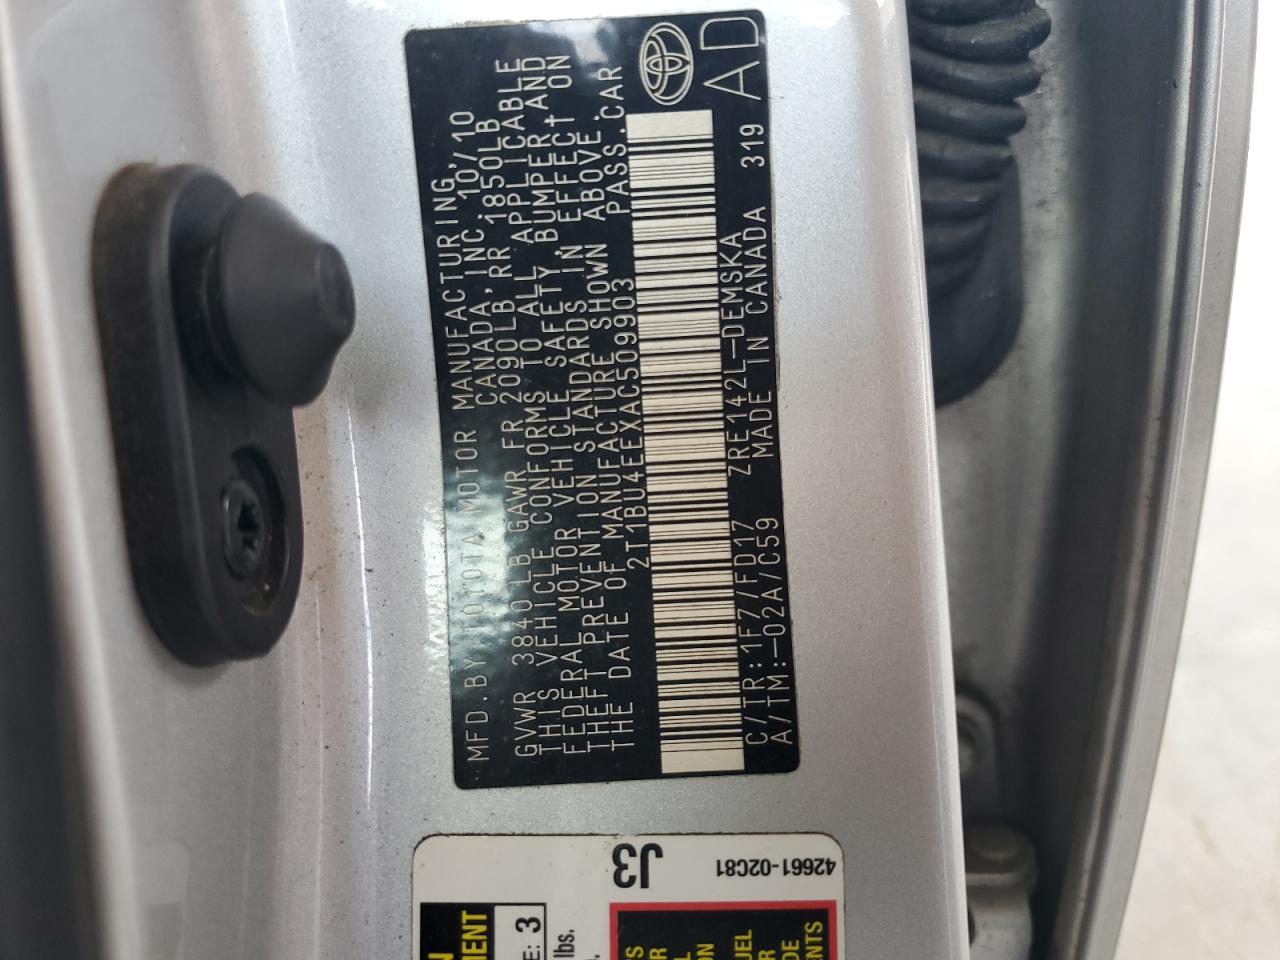 MFD.BY TOYOTA MOTOR MANUFACTURING,
CANADA, INC. 10/10
GVWR 3840 LB GAWR FR 2090LB, RR 1850LB
THIS VEHICLE CONFORMS TO ALL APPLICABLE
FEDERAL MOTOR VEHICLE SAFETY, BUMPER AND
THEFT PREVENTION STANDARDS IN EFFECT ON
THE DATE OF MANUFACTURE SHOWN ABOVE.
2T1BU4EEXAC509903 PASS.CAR
C/TR:1F7/FD17 ZRE142L-DEMSKA 319 AD
A/TM:-02A/C59 MADE IN CANADA
J3
42661-02C81
3
lbs.